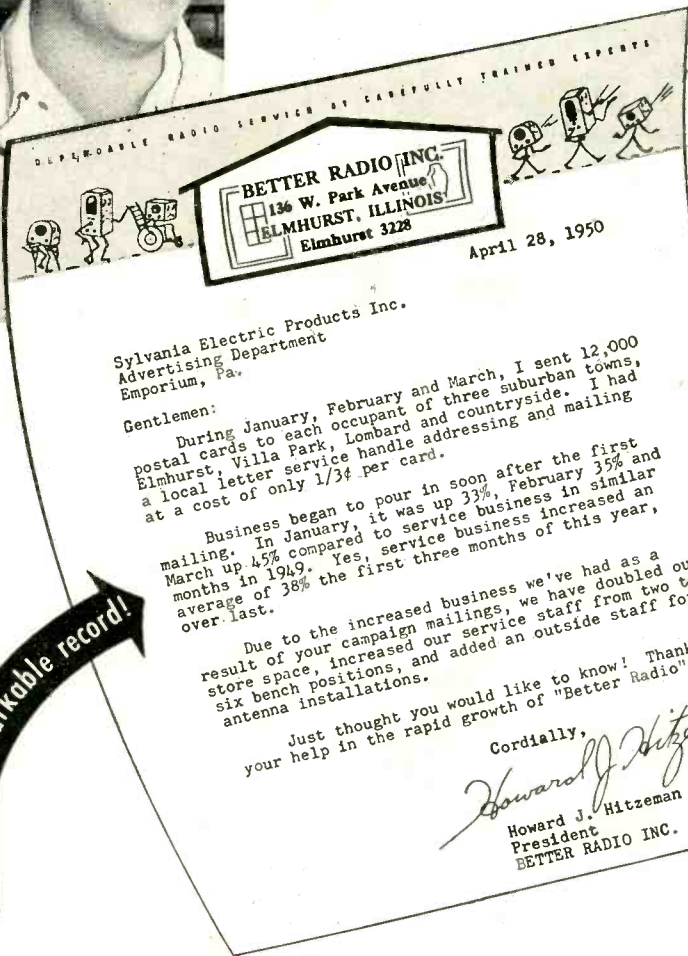 DEPENDABLE RADIO SERVICE BY CAREFULLY TRAINED EXPERTS
BETTER RADIO INC.
136 W. Park Avenue
ELMHURST, ILLINOIS
Elmhurst 3228
April 28, 1950
Sylvania Electric Products Inc.
Advertising Department
Emporium, Pa.
Gentlemen:
During January, February and March, I sent 12,000
postal cards to each occupant of three suburban towns,
Elmhurst, Villa Park, Lombard and countryside. I had
a local letter service handle addressing and mailing
at a cost of only 1/3¢ per card.
Business began to pour in soon after the first
mailing. In January, it was up 33%, February 35% and
March up 45% compared to service business in similar
months in 1949. Yes, service business increased an
average of 38% the first three months of this year,
over last.
Due to the increased business we've had as a
result of your campaign mailings, we have doubled ou
store space, increased our service staff from two t
six bench positions, and added an outside staff fo
antenna installations.
Just thought you would like to know! Thank
your help in the rapid growth of "Better Radio"
Cordially,
Howard J. Hitze
Howard J. Hitzeman
President
BETTER RADIO INC.
rkable record!